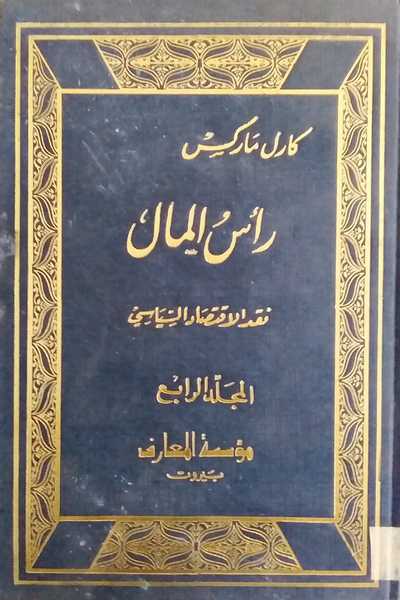 كارل ماركس
رأس المال
نقد الاقتصاد السياسي
المجلد الرابع
مؤسسة المعارف
بيروت